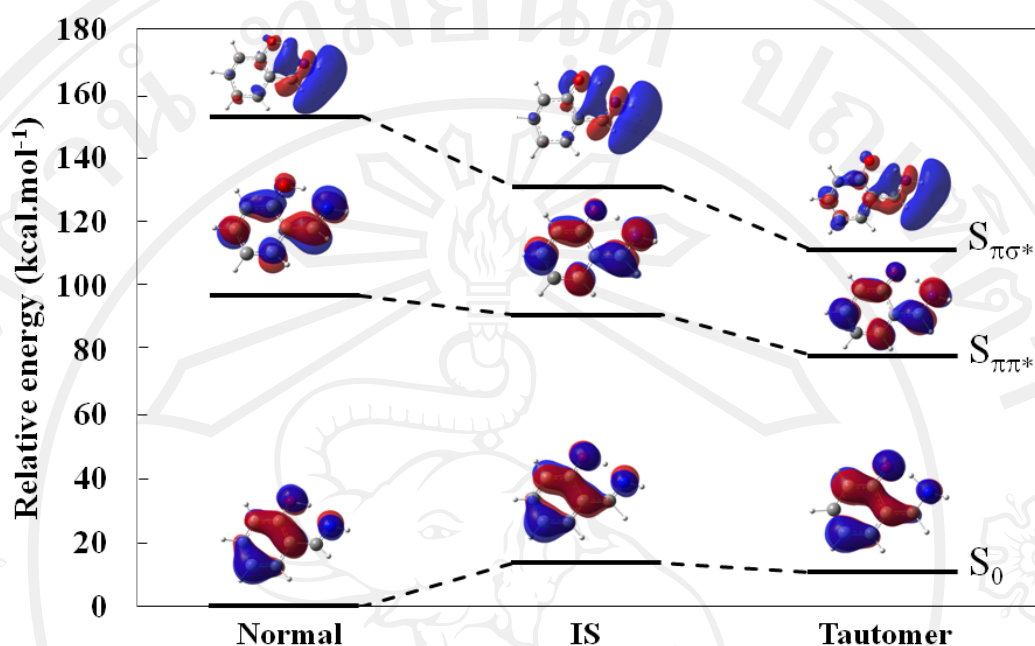 180
160
140
120
100
80
60
40
20
0
Relative energy (kcal.mol⁻¹)
Sπσ*
Sππ*
S₀
Normal IS Tautomer